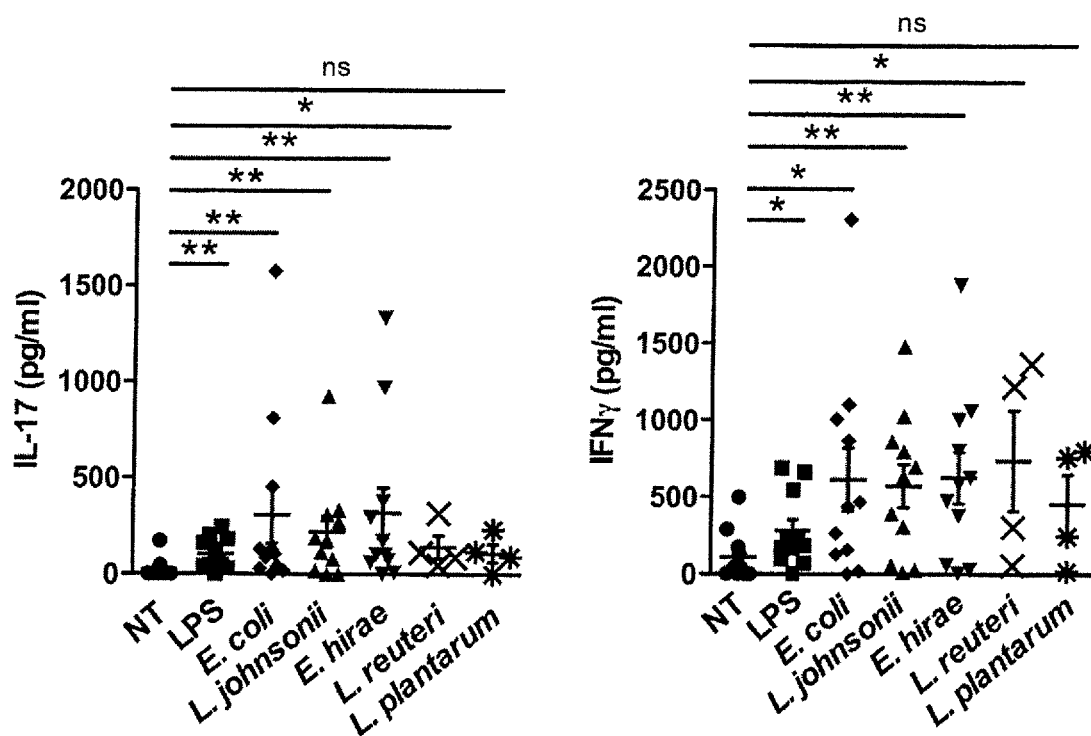 ns
*
**
**
**
**
IL-17 (pg/ml)
2000
1500
1000
500
0
NT
LPS
E. coli
L. johnsonii
E. hirae
L. reuteri
L. plantarum
ns
*
**
**
*
*
IFNγ (pg/ml)
2500
2000
1500
1000
500
0
NT
LPS
E. coli
L. johnsonii
E. hirae
L. reuteri
L. plantarum